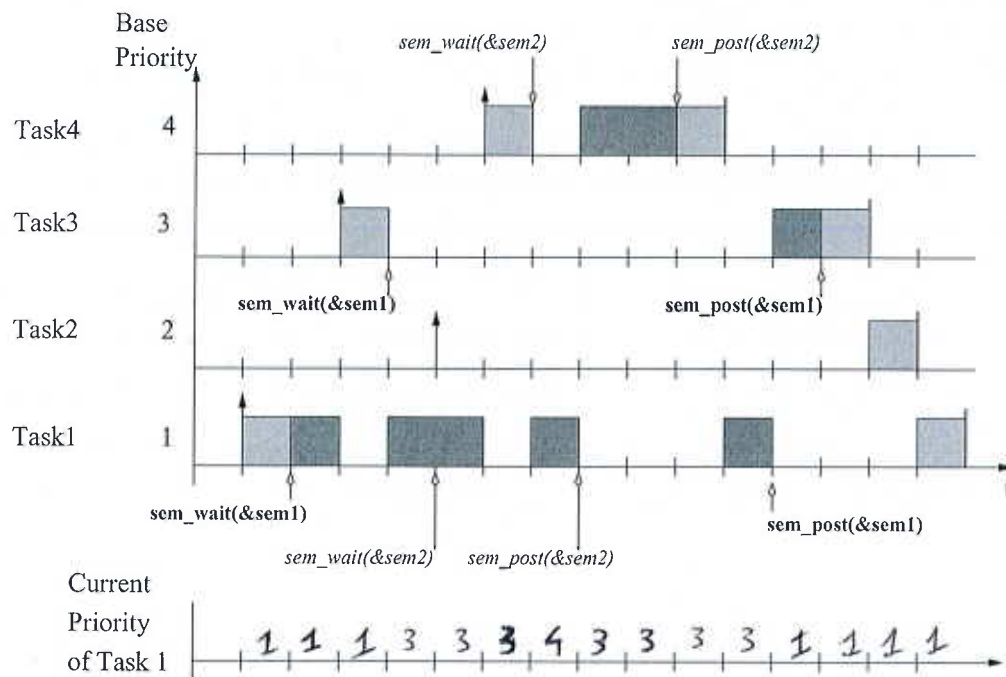 Base
Priority
sem_wait(&sem2)
sem_post(&sem2)
Task4
4
Task3
3
sem_wait(&sem1)
sem_post(&sem1)
Task2
2
Task1
1
sem_wait(&sem1)
sem_post(&sem1)
sem_wait(&sem2)
sem_post(&sem2)
Current
Priority
of Task 1
1 1 1 3 3 3 4 3 3 3 3 1 1 1 1